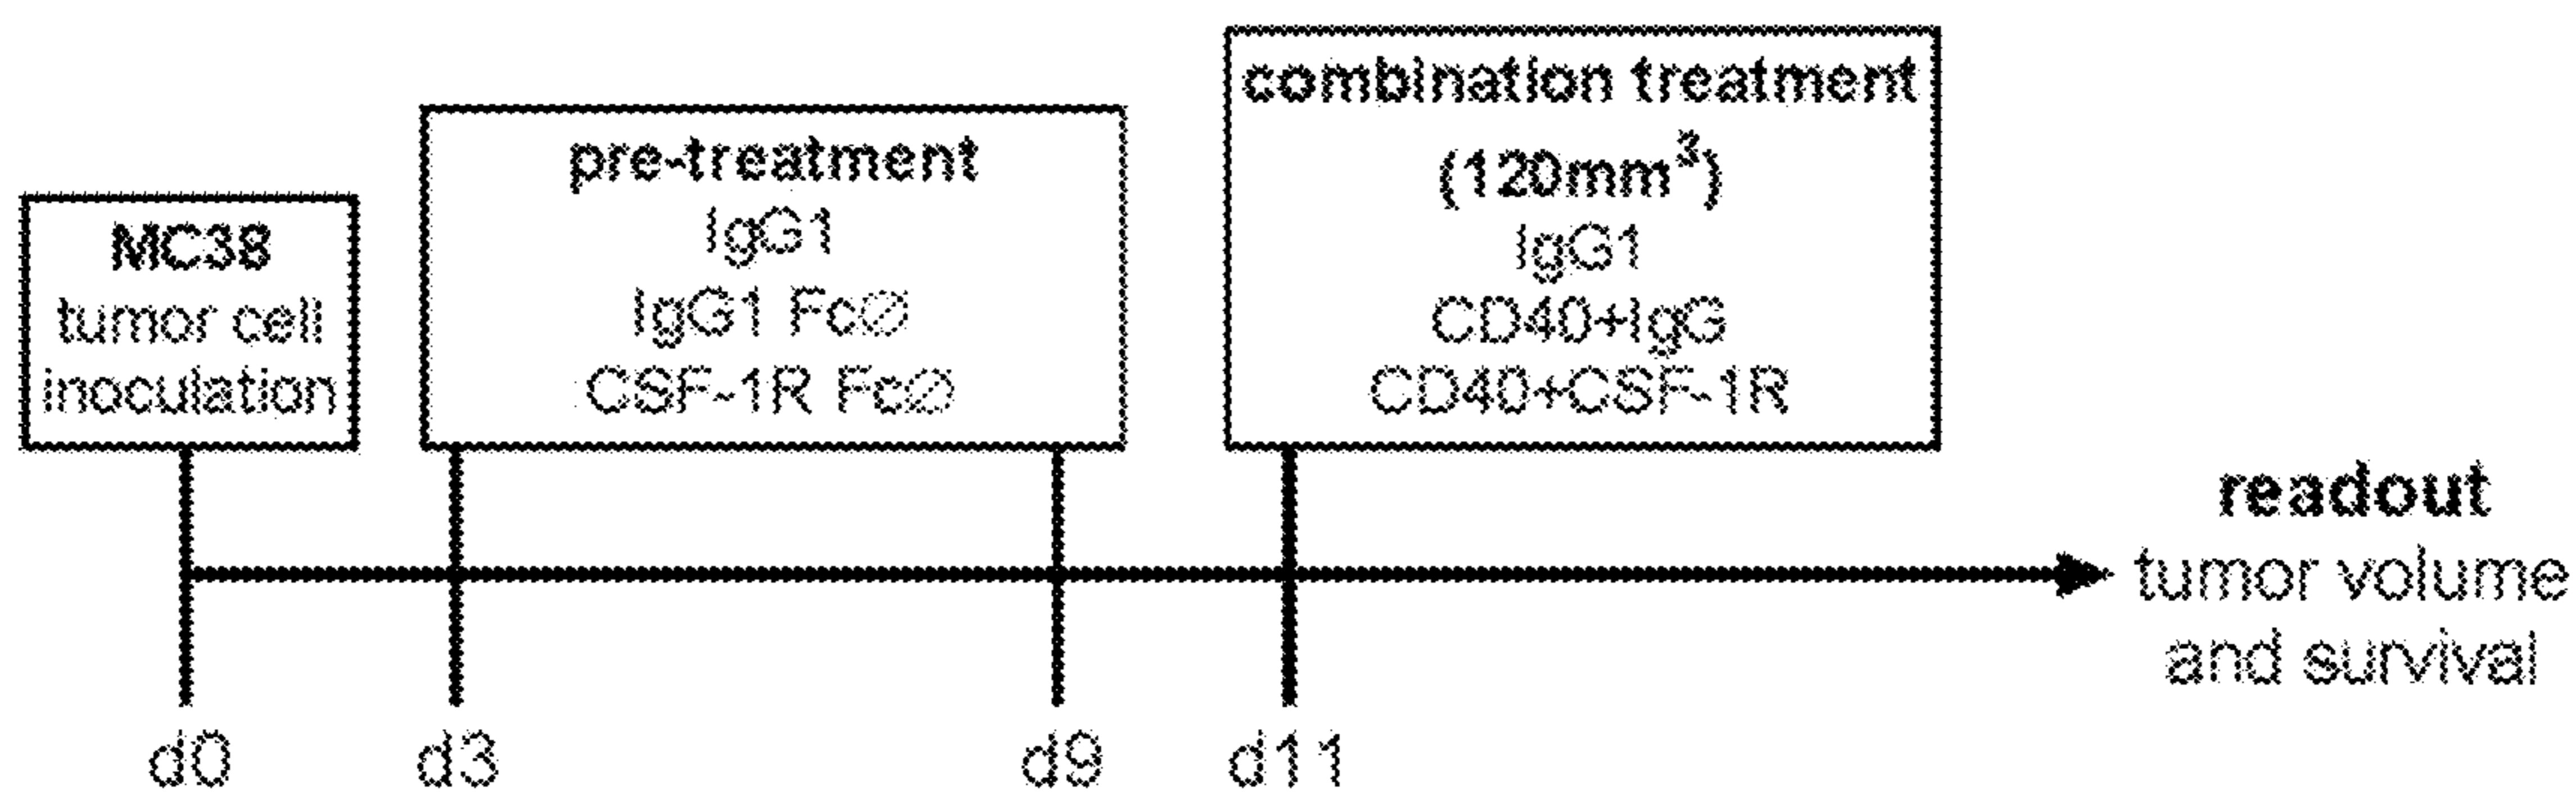 MC38
tumor cell
inoculation
pre-treatment
IgG1
IgG1 Fc∅
CSF-1R Fc∅
combination treatment
(120mm³)
IgG1
CD40+IgG
CD40+CSF-1R
readout
tumor volume
and survival
d0
d3
d9
d11